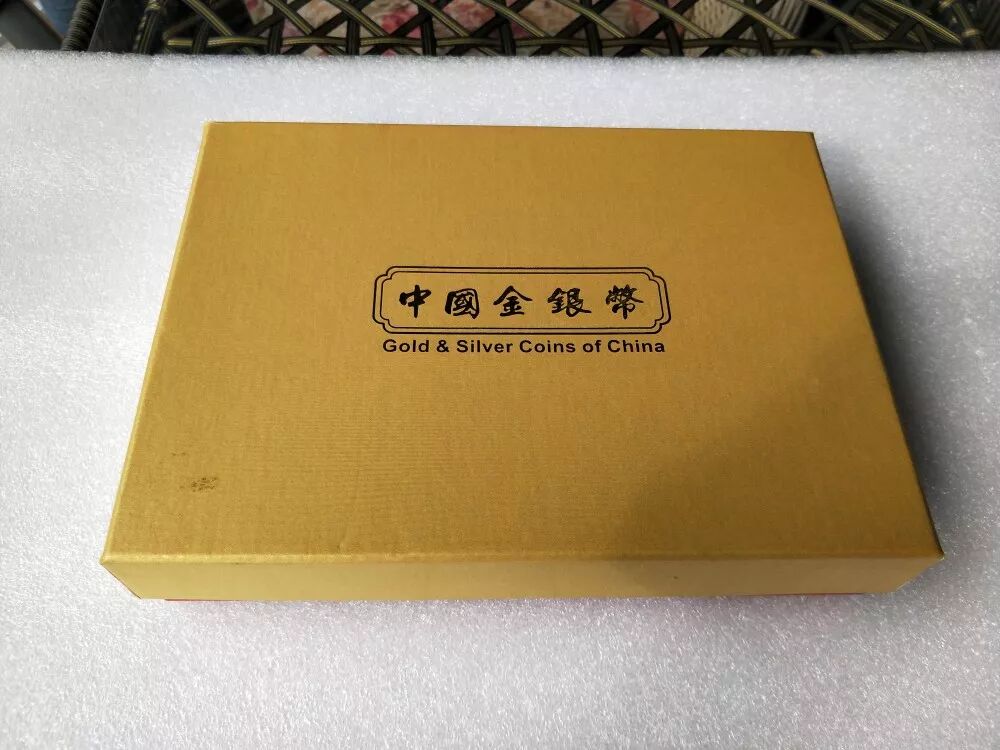 中國金銀幣
Gold & Silver Coins of China